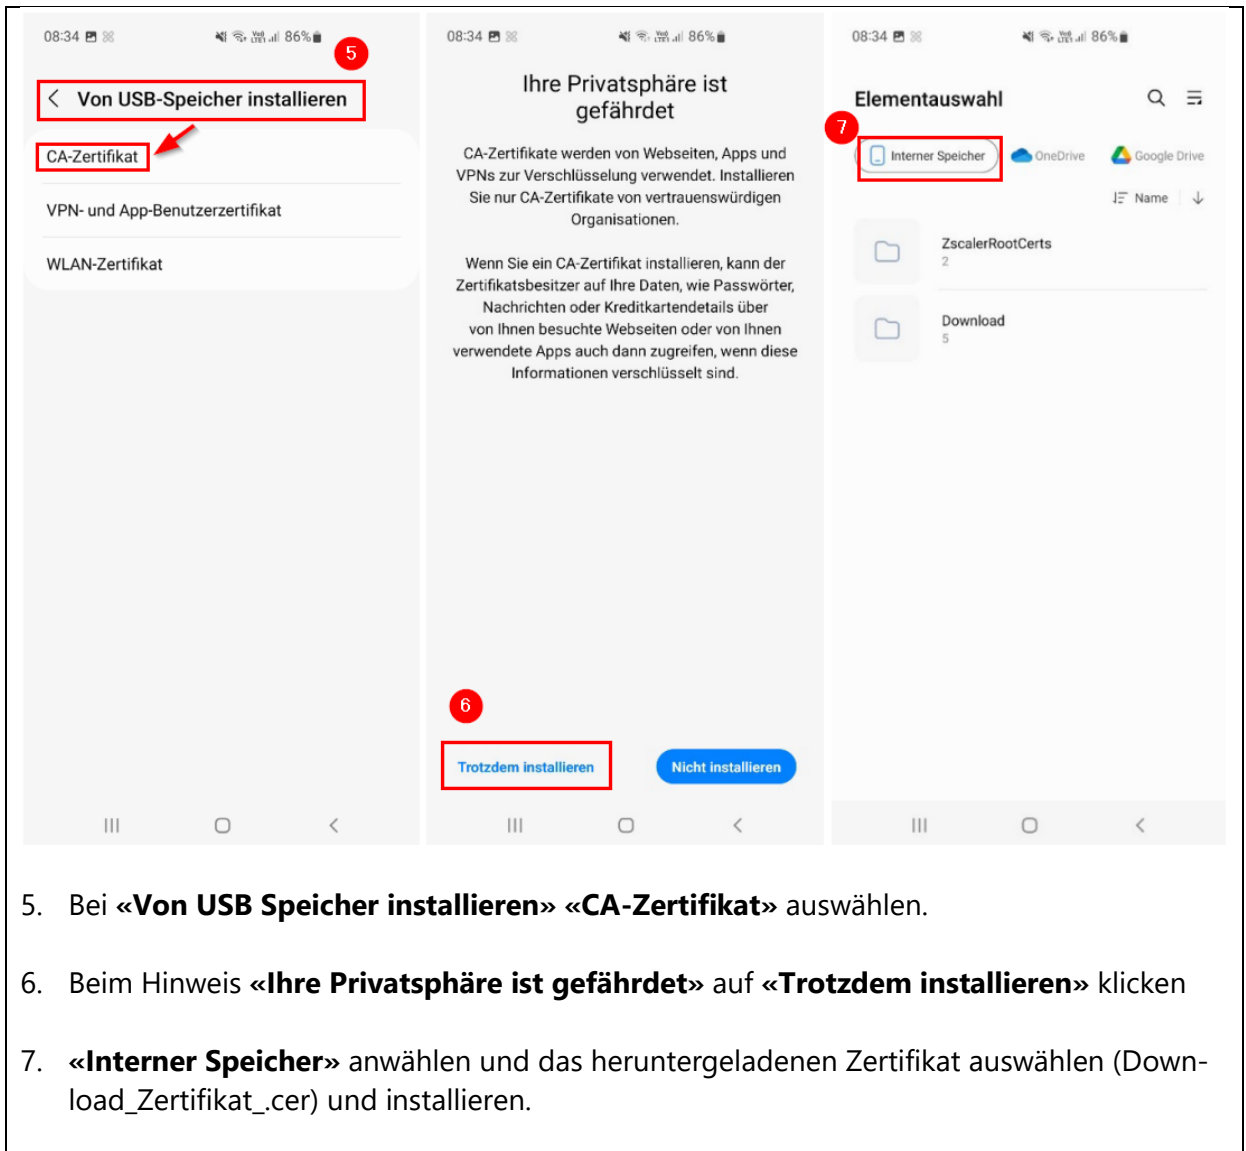 08:34 86%
5
Von USB-Speicher installieren
CA-Zertifikat
VPN- und App-Benutzerzertifikat
WLAN-Zertifikat
08:34 86%
Ihre Privatsphäre ist
gefährdet
CA-Zertifikate werden von Webseiten, Apps und
VPNs zur Verschlüsselung verwendet. Installieren
Sie nur CA-Zertifikate von vertrauenswürdigen
Organisationen.
Wenn Sie ein CA-Zertifikat installieren, kann der
Zertifikatsbesitzer auf Ihre Daten, wie Passwörter,
Nachrichten oder Kreditkartendetails über
von Ihnen besuchte Webseiten oder von Ihnen
verwendete Apps auch dann zugreifen, wenn diese
Informationen verschlüsselt sind.
6
Trotzdem installieren
Nicht installieren
08:34 86%
Elementauswahl
7
Interner Speicher
OneDrive
Google Drive
Name
ZscalerRootCerts
2
Download
5
5. Bei «Von USB Speicher installieren» «CA-Zertifikat» auswählen.
6. Beim Hinweis «Ihre Privatsphäre ist gefährdet» auf «Trotzdem installieren» klicken
7. «Interner Speicher» anwählen und das heruntergeladenen Zertifikat auswählen (Down-
load_Zertifikat_.cer) und installieren.